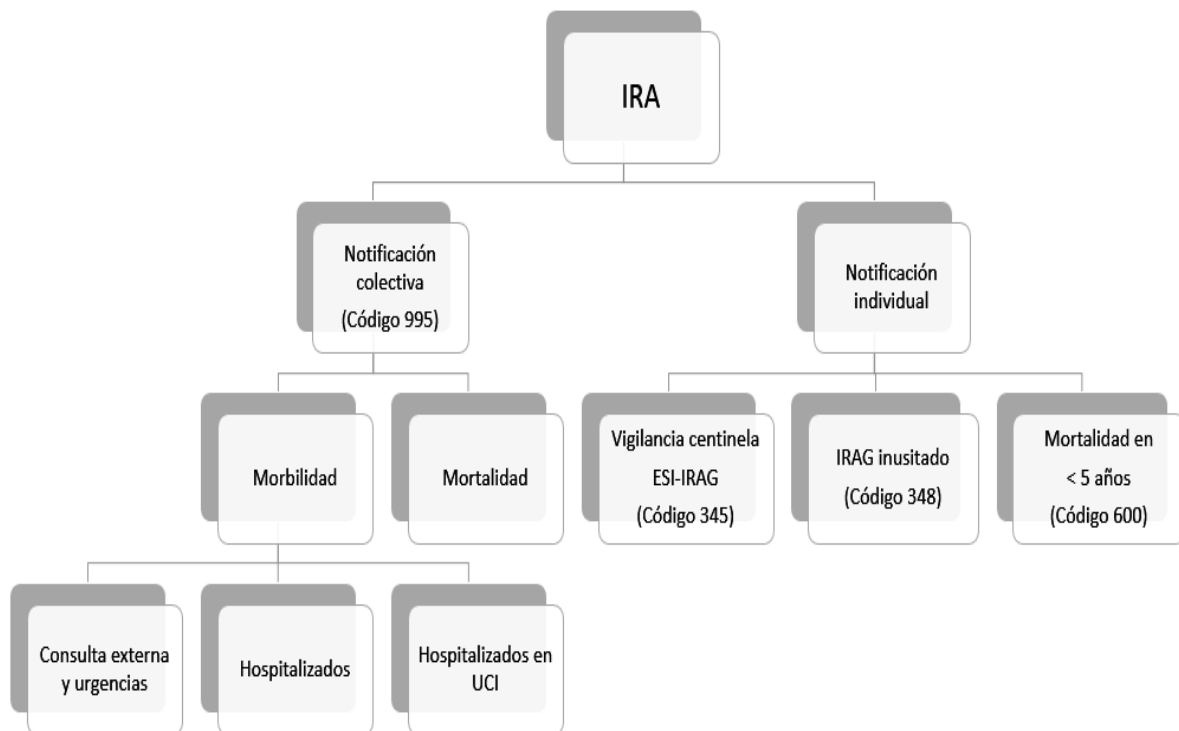 IRA
Notificación
colectiva
(Código 995)
Notificación
individual
Morbilidad
Mortalidad
Vigilancia centinela
ESI-IRAG
(Código 345)
IRAG inusitado
(Código 348)
Mortalidad en
< 5 años
(Código 600)
Consulta externa
y urgencias
Hospitalizados
Hospitalizados en
UCI